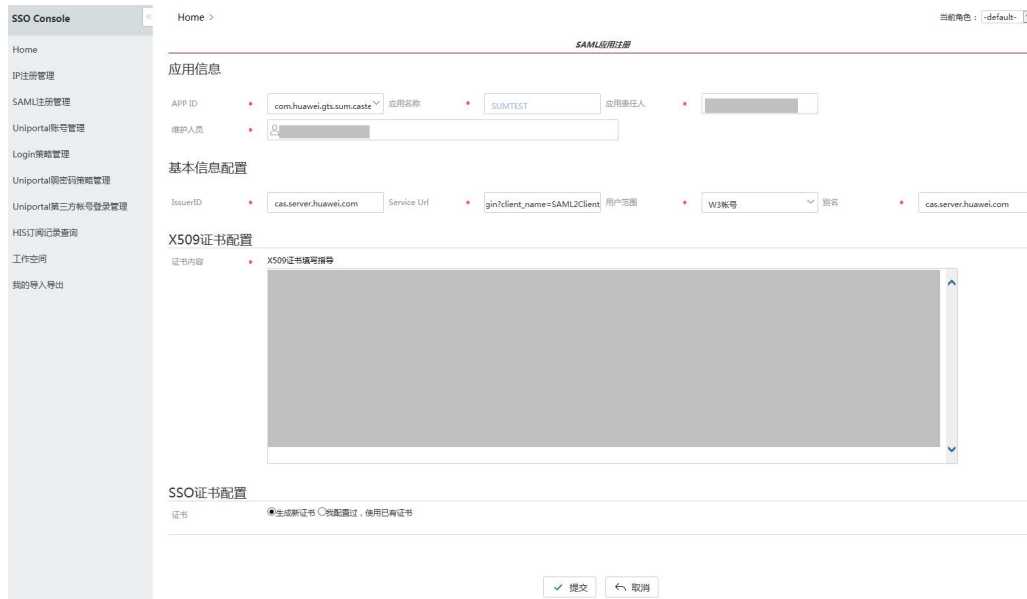 SSO Console
«
Home >
当前角色： -default-
Home
IP注册管理
SAML注册管理
Uniportal账号管理
Login策略管理
Uniportal弱密码策略管理
Uniportal第三方帐号登录管理
HIS订阅记录查询
工作空间
我的导入导出
SAML应用注册
应用信息
APP ID * com.huawei.gts.sum.caste 应用名称 * SUMTEST 应用责任人 *
维护人员 *
基本信息配置
IssuerID * cas.server.huawei.com Service Url * gin?client_name=SAML2Client 用户范围 * W3帐号 别名 * cas.server.huawei.com
X509证书配置
证书内容 * X509证书填写指导
SSO证书配置
证书 生成新证书 我配置过，使用已有证书
提交 取消